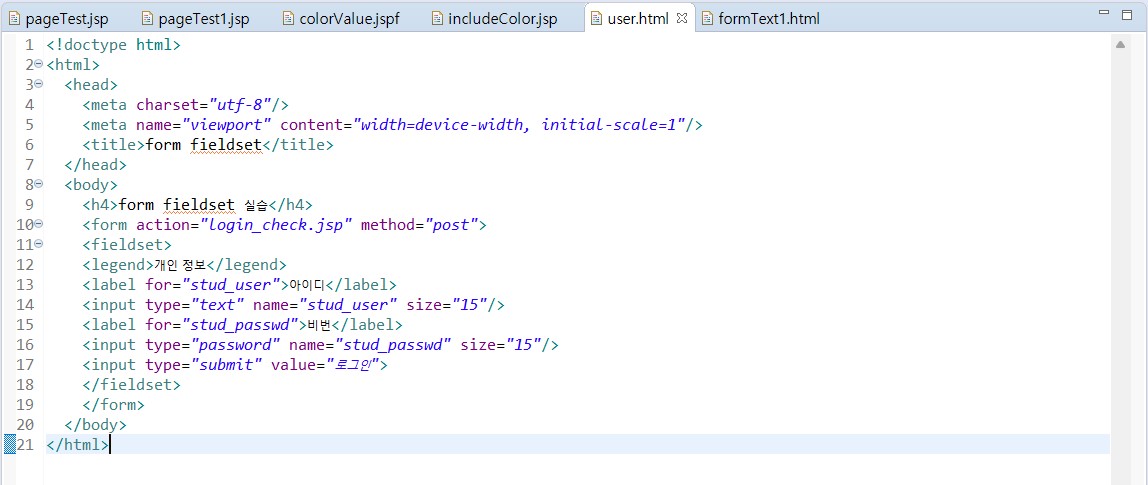 pageTest.jsp pageTest1.jsp colorValue.jspf includeColor.jsp user.html formText1.html
1 <!doctype html>
2 <html>
3 <head>
4 <meta charset="utf-8"/>
5 <meta name="viewport" content="width=device-width, initial-scale=1"/>
6 <title>form fieldset</title>
7 </head>
8 <body>
9 <h4>form fieldset 실습</h4>
10 <form action="login_check.jsp" method="post">
11 <fieldset>
12 <legend>개인 정보</legend>
13 <label for="stud_user">아이디</label>
14 <input type="text" name="stud_user" size="15"/>
15 <label for="stud_passwd">비번</label>
16 <input type="password" name="stud_passwd" size="15"/>
17 <input type="submit" value="로그인">
18 </fieldset>
19 </form>
20 </body>
21 </html>